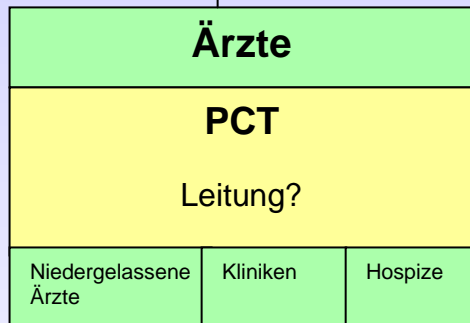 Ärzte
PCT
Leitung?
Niedergelassene Kliniken Hospize
Ärzte